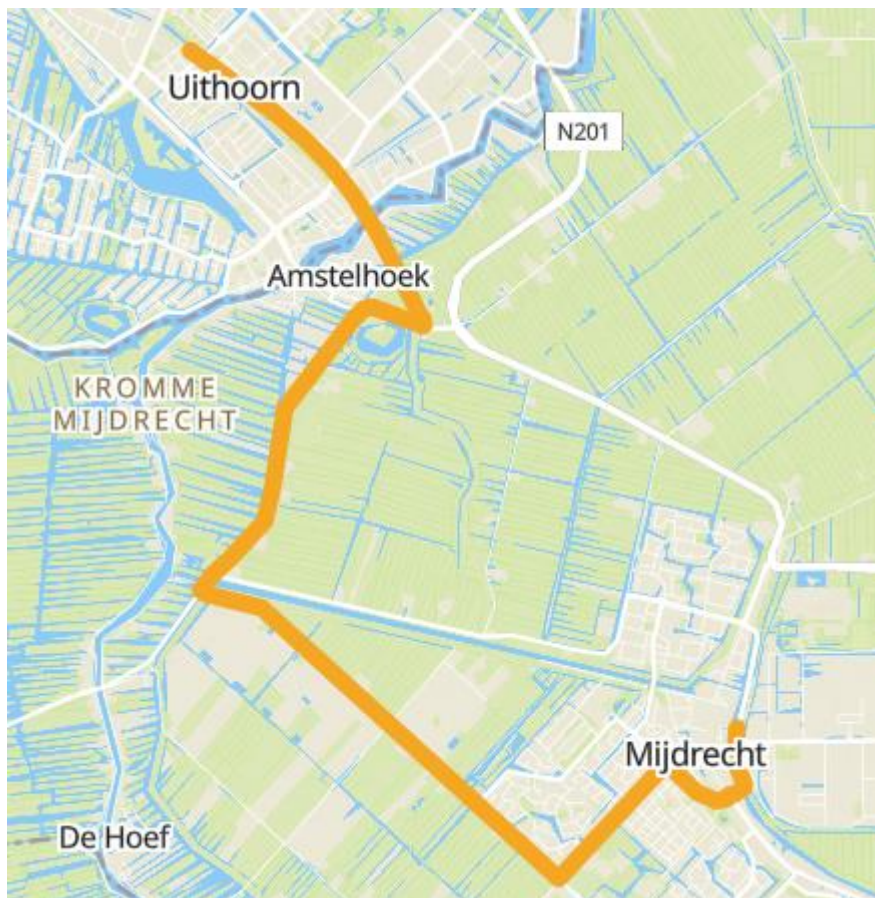 Uithoorn
N201
Amstelhoek
KROMME
MIJDRECHT
Mijdrecht
De Hoef